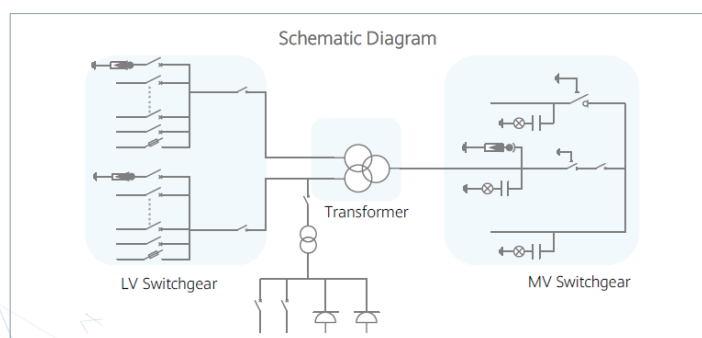 Schematic Diagram
Transformer
LV Switchgear
MV Switchgear